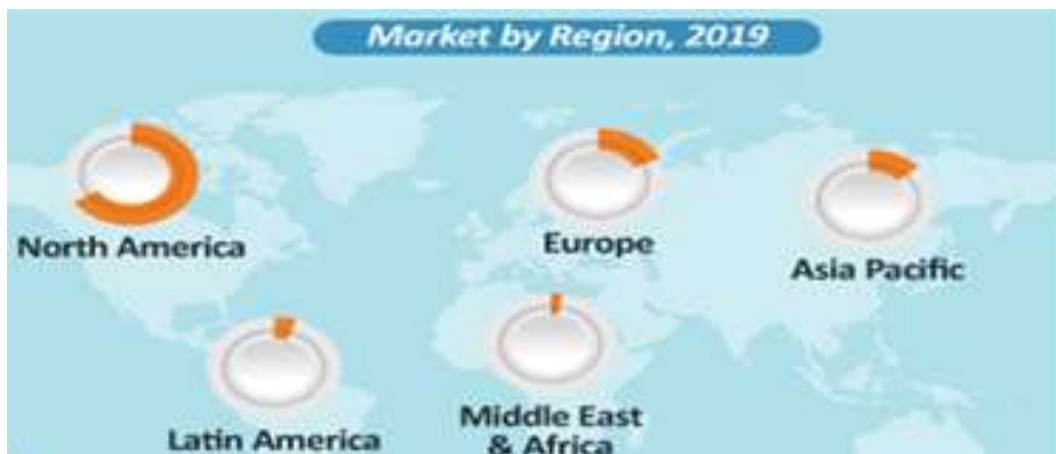 Market by Region, 2019
North America
Europe
Asia Pacific
Latin America
Middle East
& Africa